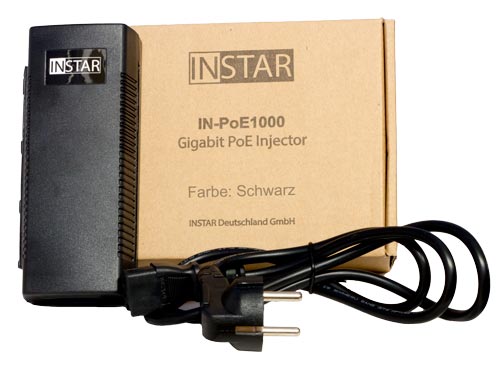 INSTAR
INSTAR
IN-PoE1000
Gigabit PoE Injector
Farbe: Schwarz
INSTAR Deutschland GmbH